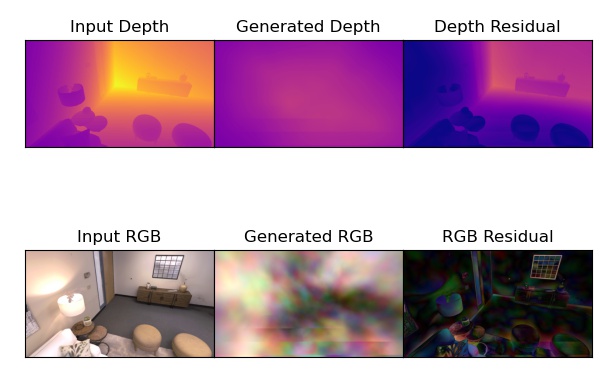 Input Depth
Generated Depth
Depth Residual
Input RGB
Generated RGB
RGB Residual